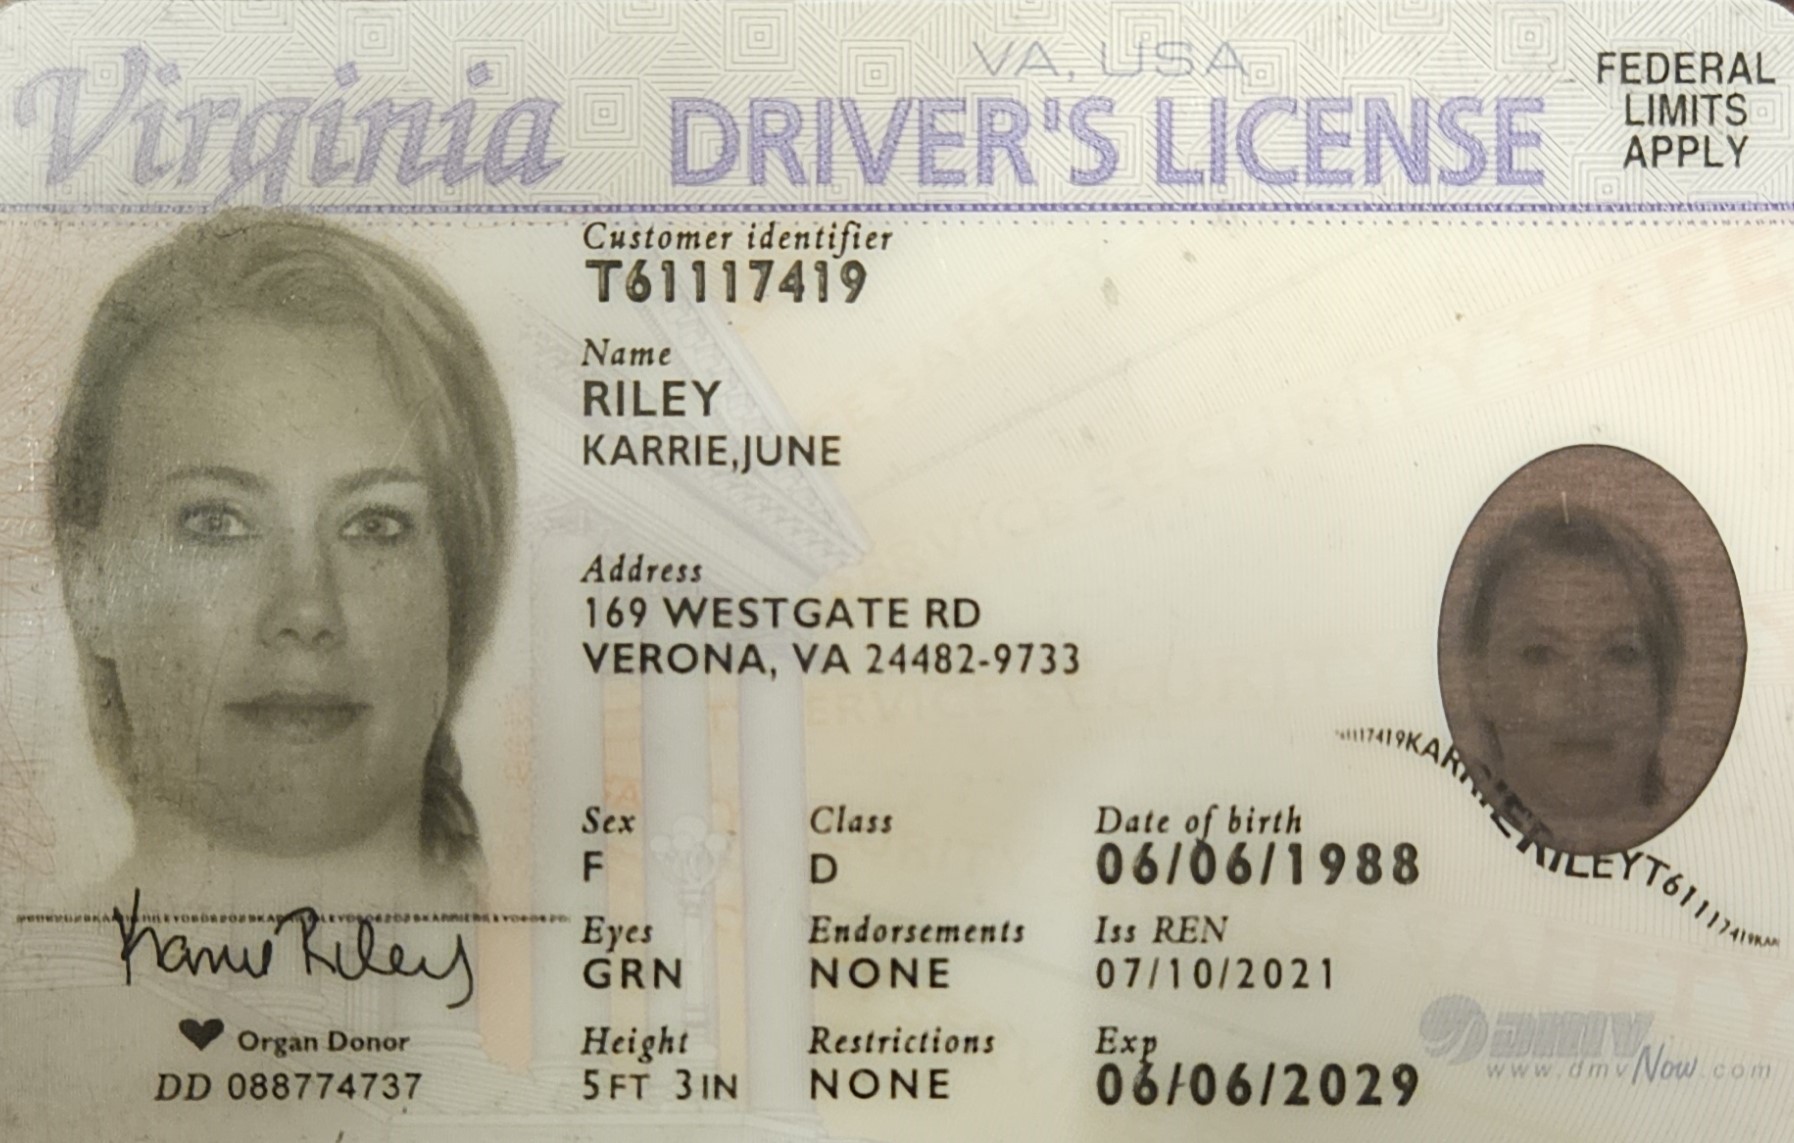 VA, USA
Virginia DRIVER'S LICENSE
FEDERAL
LIMITS
APPLY
Customer identifier
T61117419
Name
RILEY
KARRIE,JUNE
Address
169 WESTGATE RD
VERONA, VA 24482-9733
Sex
F
Class
D
Date of birth
06/06/1988
Eyes
GRN
Endorsements
NONE
Iss REN
07/10/2021
Height
5FT 3IN
Restrictions
NONE
Exp
06/06/2029
Karrie Riley
Organ Donor
DD 088774737
KARRIERILEYT61117419KAR
dmv Now
www.dmvNow.com